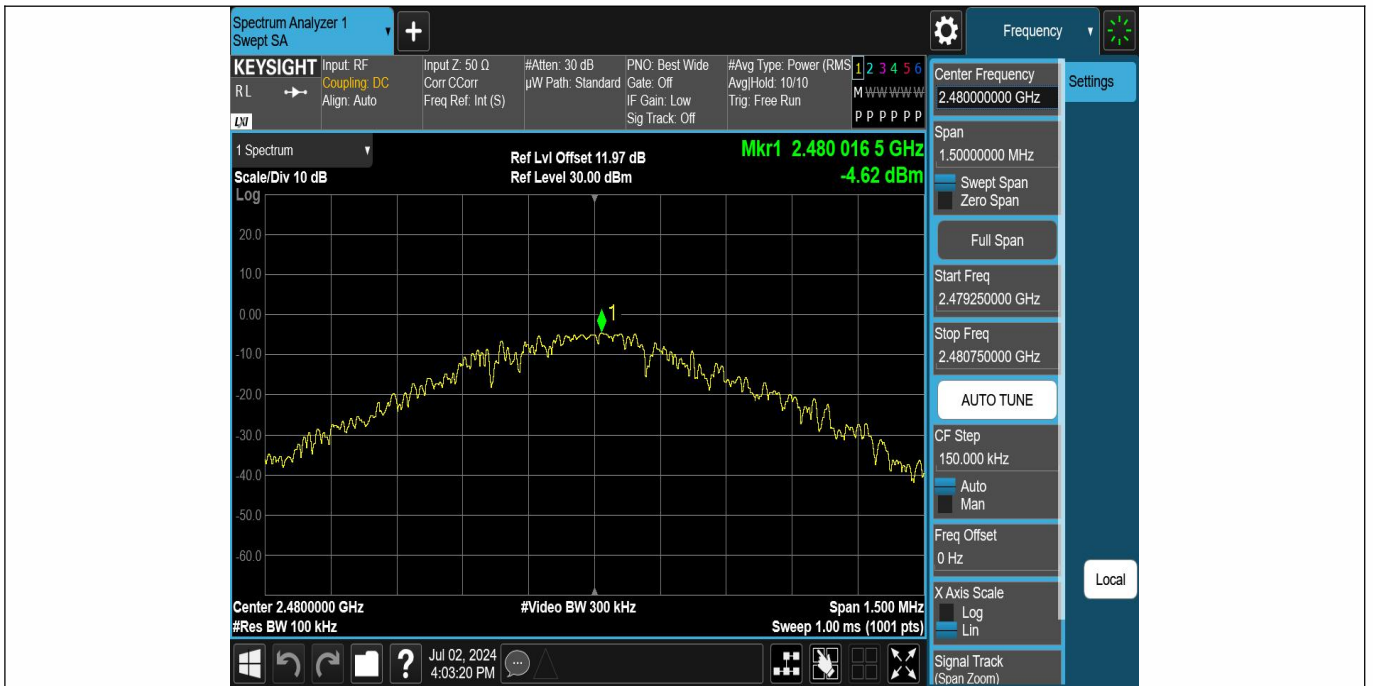 Spectrum Analyzer 1
Swept SA
+
Frequency
KEYSIGHT
RL
LXI
Input: RF
Coupling: DC
Align: Auto
Input Z: 50 Ω
Corr CCorr
Freq Ref: Int (S)
#Atten: 30 dB
µW Path: Standard
PNO: Best Wide
Gate: Off
IF Gain: Low
Sig Track: Off
#Avg Type: Power (RMS
Avg|Hold: 10/10
Trig: Free Run
1 2 3 4 5 6
M W W W W W
P P P P P P
1 Spectrum
Scale/Div 10 dB
Log
Ref Lvl Offset 11.97 dB
Ref Level 30.00 dBm
Mkr1 2.480 016 5 GHz
-4.62 dBm
20.0
10.0
0.00
-10.0
-20.0
-30.0
-40.0
-50.0
-60.0
1
Center 2.4800000 GHz
#Res BW 100 kHz
#Video BW 300 kHz
Span 1.500 MHz
Sweep 1.00 ms (1001 pts)
Center Frequency
2.480000000 GHz
Settings
Span
1.50000000 MHz
Swept Span
Zero Span
Full Span
Start Freq
2.479250000 GHz
Stop Freq
2.480750000 GHz
AUTO TUNE
CF Step
150.000 kHz
Auto
Man
Freq Offset
0 Hz
X Axis Scale
Log
Lin
Local
Signal Track
(Span Zoom)
?
Jul 02, 2024
4:03:20 PM